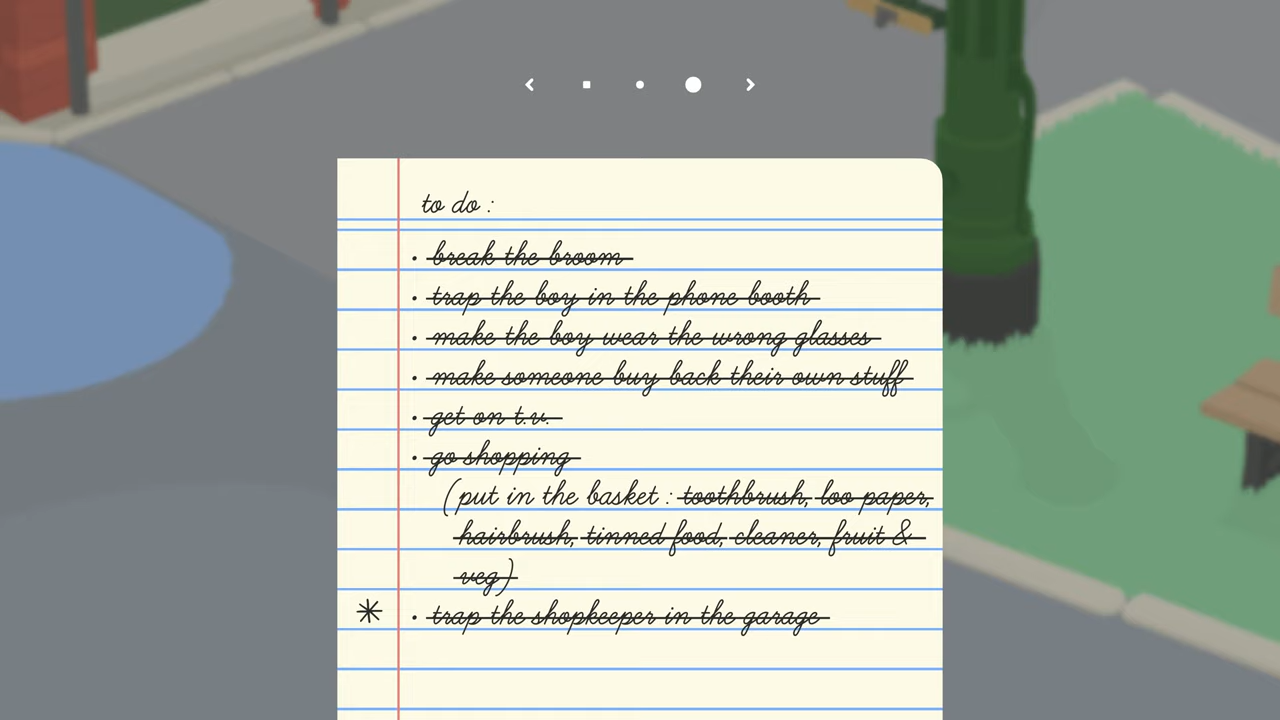 to do :
• break the broom
• trap the boy in the phone booth
• make the boy wear the wrong glasses
• make someone buy back their own stuff
• get on t.v.
• go shopping
(put in the basket : toothbrush, loo paper,
hairbrush, tinned food, cleaner, fruit &
veg)
* • trap the shopkeeper in the garage